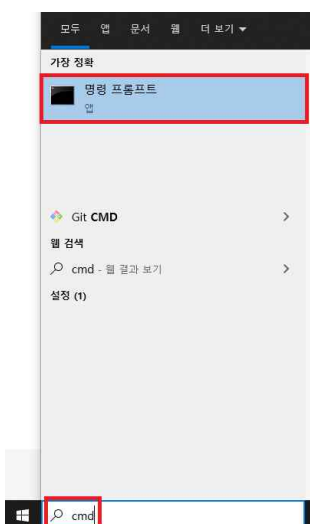 모두 앱 문서 웹 더 보기
가장 정확
명령 프롬프트
앱
Git CMD
웹 검색
cmd - 웹 결과 보기
설정 (1)
cmd